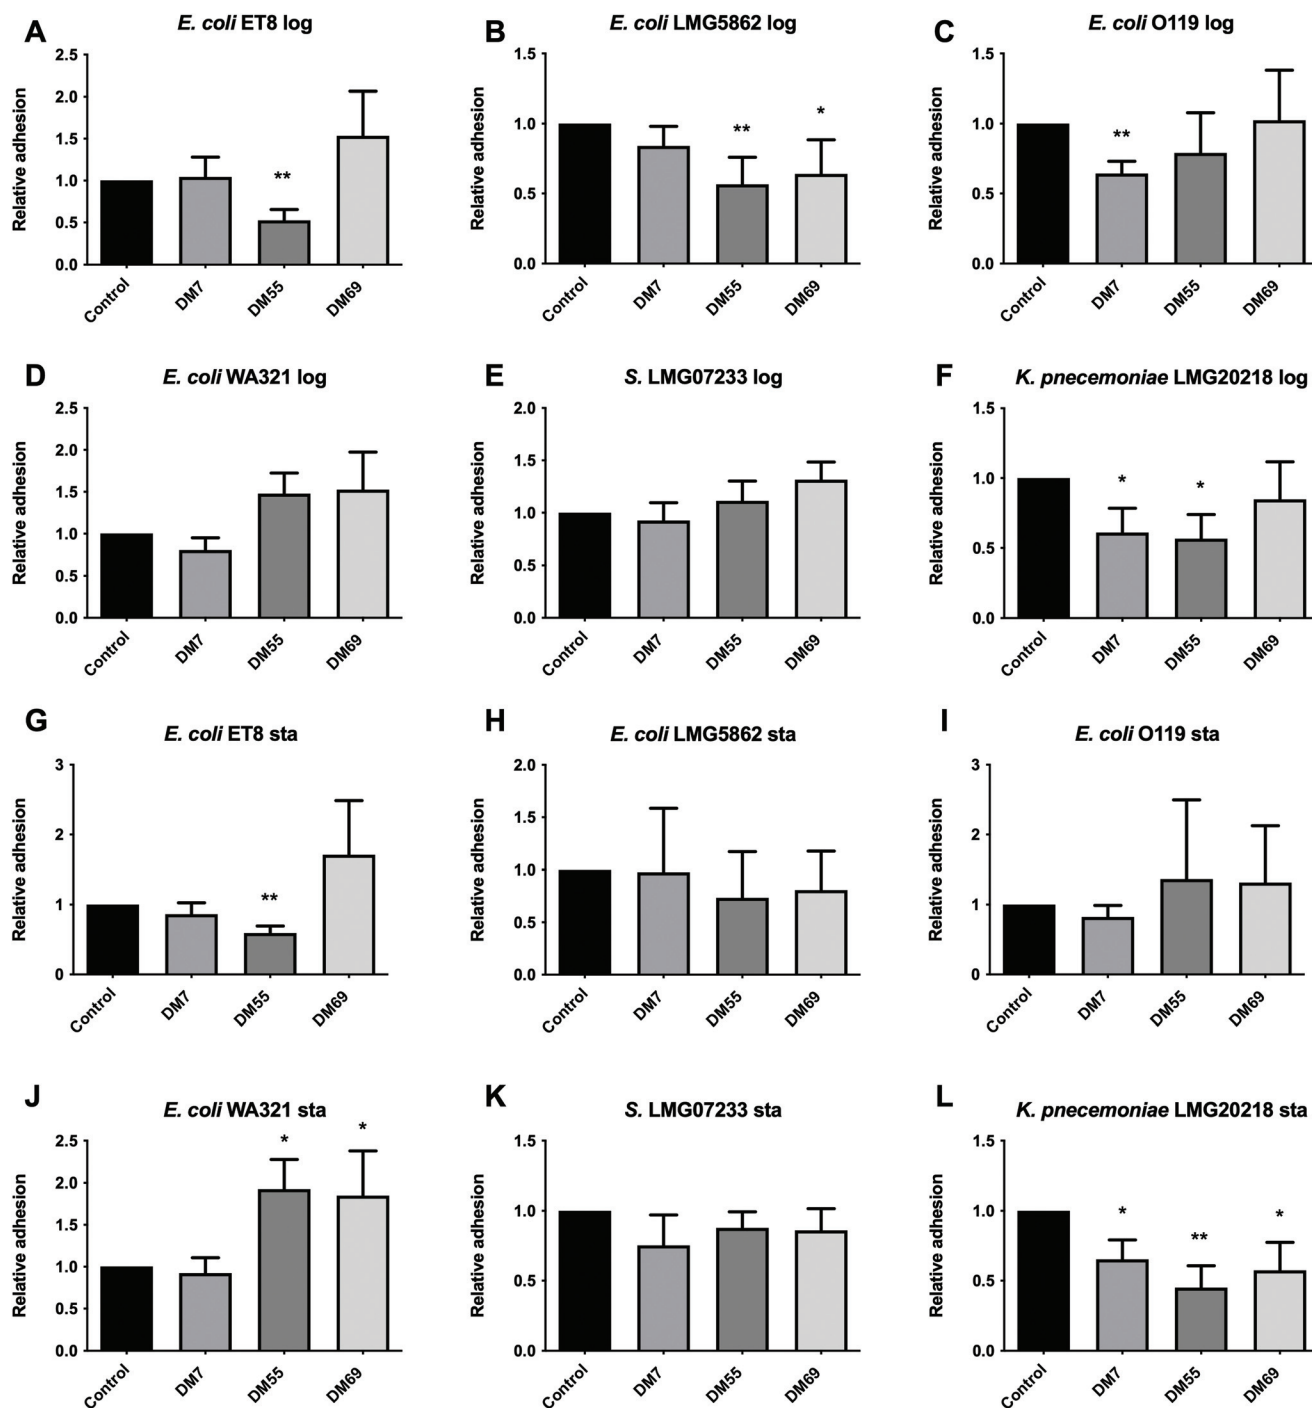 A
E. coli ET8 log
Relative adhesion
2.5
2.0
1.5
1.0
0.5
0.0
**
Control
DM7
DM55
DM69
B
E. coli LMG5862 log
Relative adhesion
1.5
1.0
0.5
0.0
**
*
Control
DM7
DM55
DM69
C
E. coli O119 log
Relative adhesion
1.5
1.0
0.5
0.0
**
Control
DM7
DM55
DM69
D
E. coli WA321 log
Relative adhesion
2.5
2.0
1.5
1.0
0.5
0.0
Control
DM7
DM55
DM69
E
S. LMG07233 log
Relative adhesion
2.0
1.5
1.0
0.5
0.0
Control
DM7
DM55
DM69
F
K. pnecemoniae LMG20218 log
Relative adhesion
1.5
1.0
0.5
0.0
*
*
Control
DM7
DM55
DM69
G
E. coli ET8 sta
Relative adhesion
3
2
1
0
**
Control
DM7
DM55
DM69
H
E. coli LMG5862 sta
Relative adhesion
2.0
1.5
1.0
0.5
0.0
Control
DM7
DM55
DM69
I
E. coli O119 sta
Relative adhesion
3
2
1
0
Control
DM7
DM55
DM69
J
E. coli WA321 sta
Relative adhesion
2.5
2.0
1.5
1.0
0.5
0.0
*
*
Control
DM7
DM55
DM69
K
S. LMG07233 sta
Relative adhesion
1.5
1.0
0.5
0.0
Control
DM7
DM55
DM69
L
K. pnecemoniae LMG20218 sta
Relative adhesion
1.5
1.0
0.5
0.0
*
**
*
Control
DM7
DM55
DM69